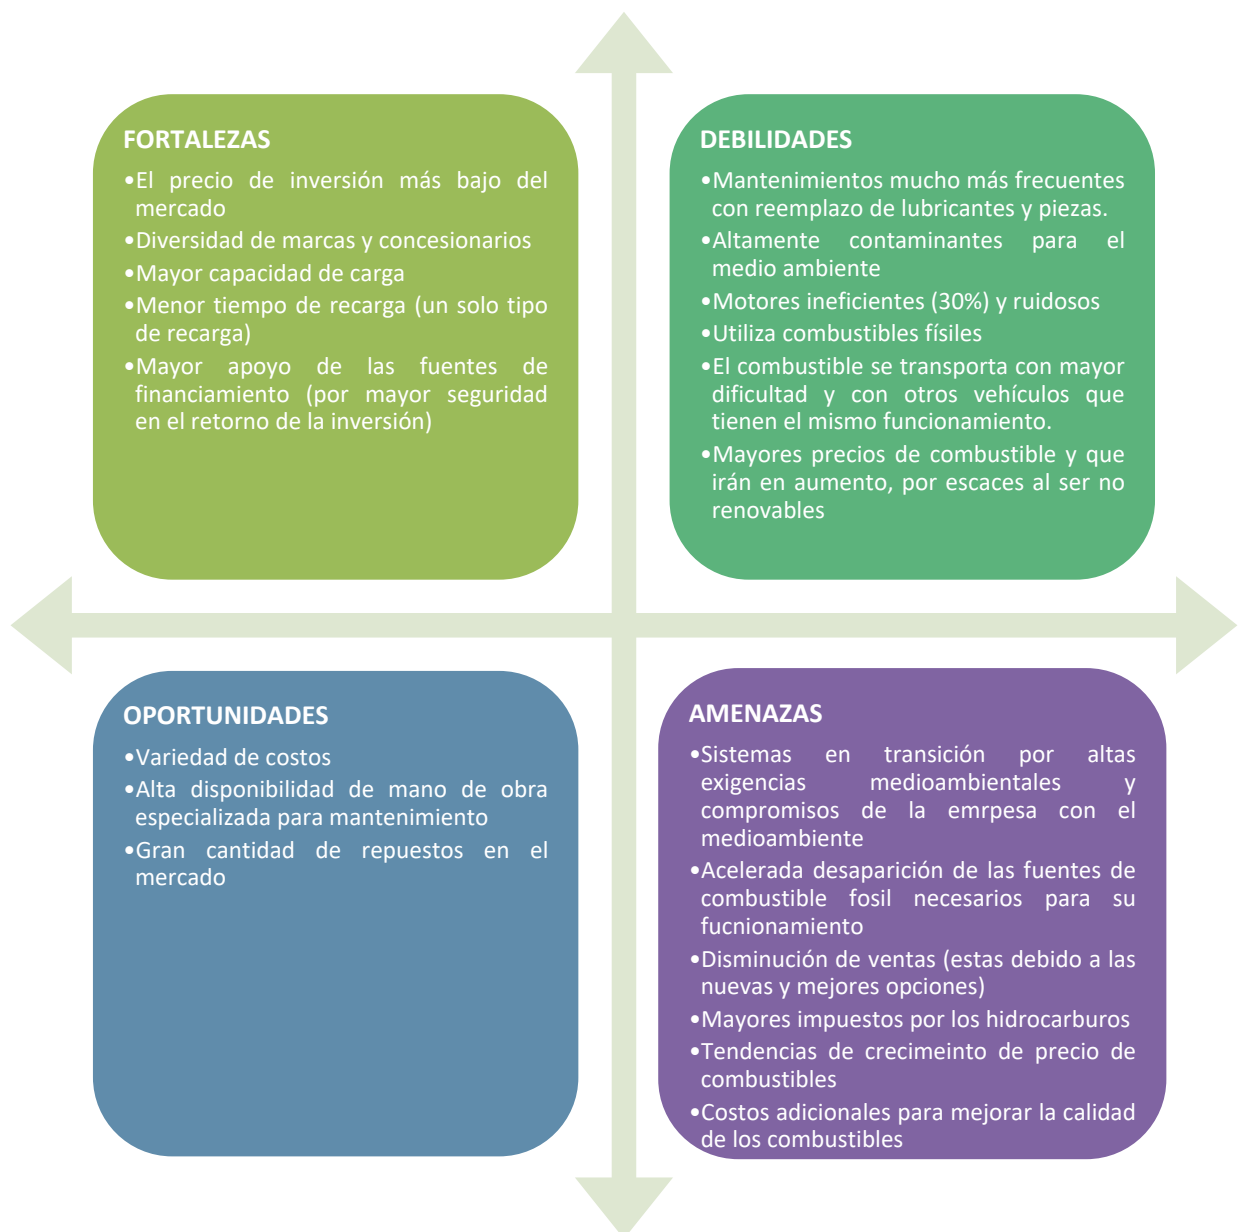 FORTALEZAS
•El precio de inversión más bajo del
mercado
•Diversidad de marcas y concesionarios
•Mayor capacidad de carga
•Menor tiempo de recarga (un solo tipo
de recarga)
•Mayor apoyo de las fuentes de
financiamiento (por mayor seguridad
en el retorno de la inversión)
DEBILIDADES
•Mantenimientos mucho más frecuentes
con reemplazo de lubricantes y piezas.
•Altamente contaminantes para el
medio ambiente
•Motores ineficientes (30%) y ruidosos
•Utiliza combustibles físiles
•El combustible se transporta con mayor
dificultad y con otros vehículos que
tienen el mismo funcionamiento.
•Mayores precios de combustible y que
irán en aumento, por escaces al ser no
renovables
OPORTUNIDADES
•Variedad de costos
•Alta disponibilidad de mano de obra
especializada para mantenimiento
•Gran cantidad de repuestos en el
mercado
AMENAZAS
•Sistemas en transición por altas
exigencias medioambientales y
compromisos de la emrpesa con el
medioambiente
•Acelerada desaparición de las fuentes de
combustible fosil necesarios para su
fucnionamiento
•Disminución de ventas (estas debido a las
nuevas y mejores opciones)
•Mayores impuestos por los hidrocarburos
•Tendencias de crecimeinto de precio de
combustibles
•Costos adicionales para mejorar la calidad
de los combustibles